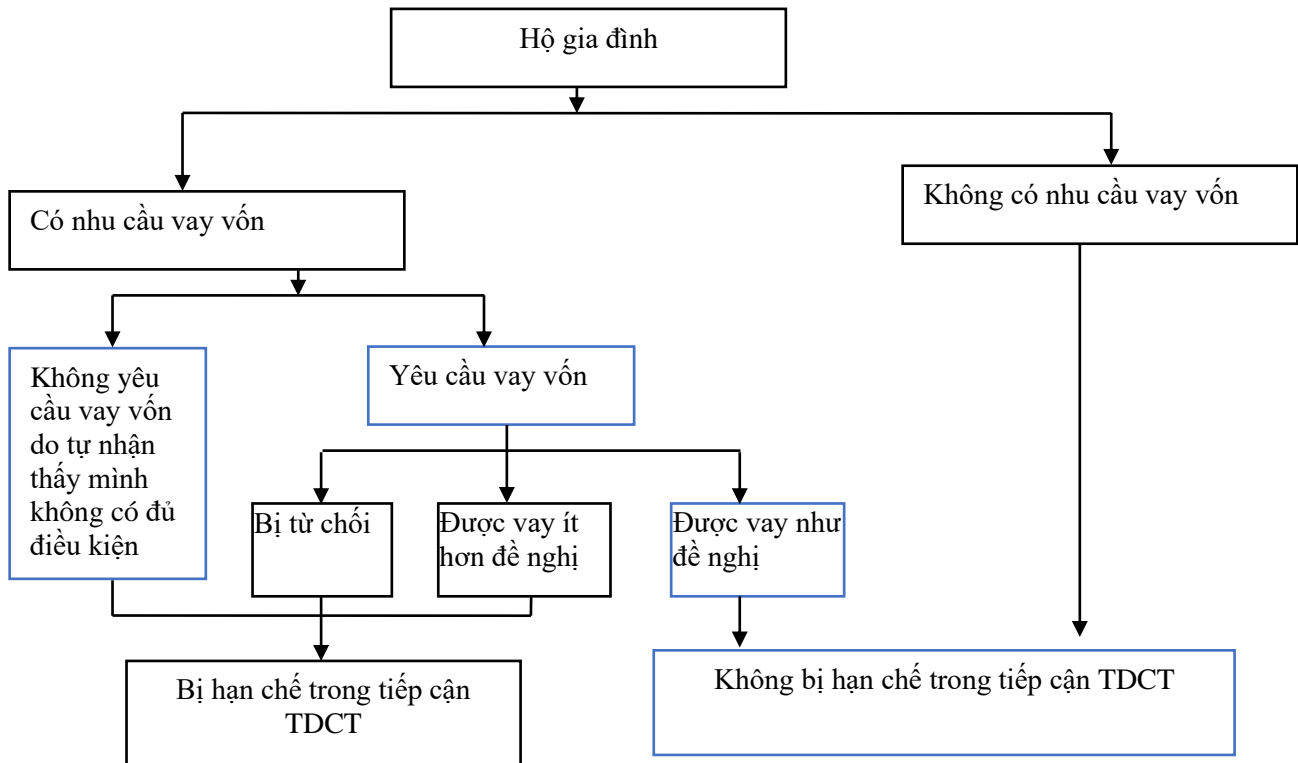 Hộ gia đình
Có nhu cầu vay vốn
Không có nhu cầu vay vốn
Không yêu
cầu vay vốn
do tự nhận
thấy mình
không có đủ
điều kiện
Yêu cầu vay vốn
Bị từ chối
Được vay ít
hơn đề nghị
Được vay như
đề nghị
Bị hạn chế trong tiếp cận
TDCT
Không bị hạn chế trong tiếp cận TDCT